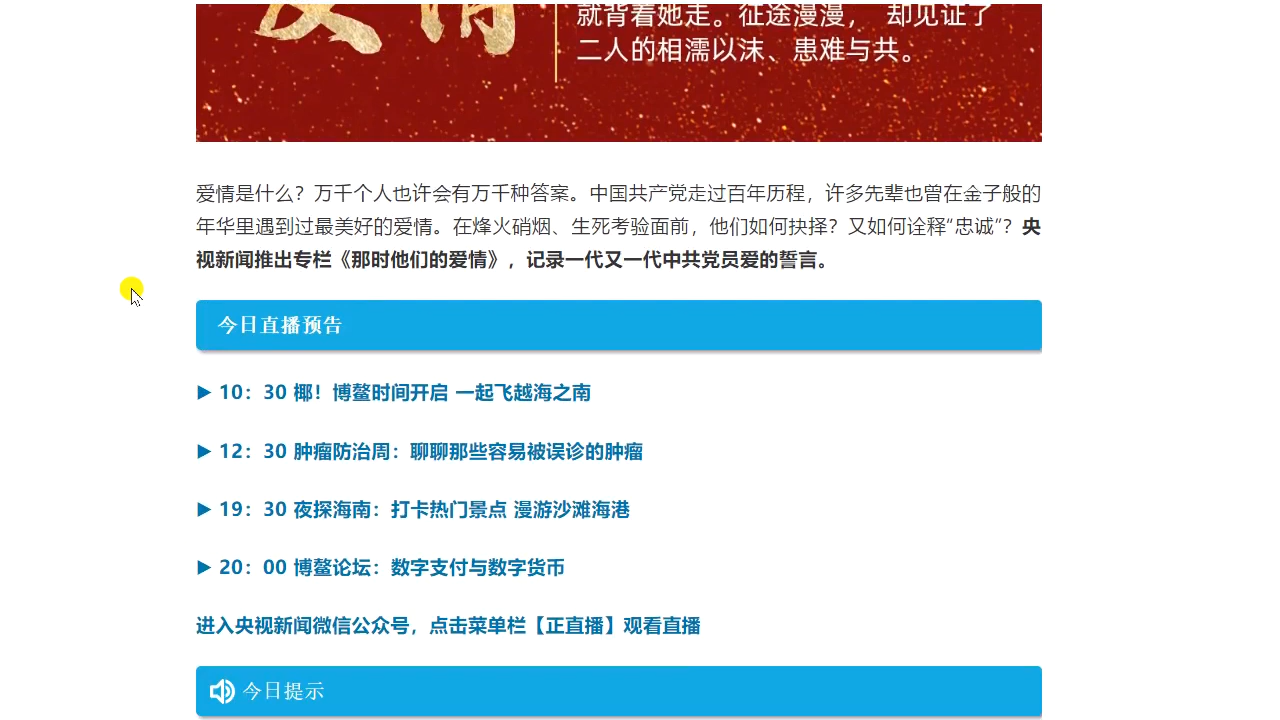 爱情
就背着她走。征途漫漫， 却见证了
二人的相濡以沫、患难与共。
爱情是什么？万千个人也许会有万千种答案。中国共产党走过百年历程，许多先辈也曾在金子般的
年华里遇到过最美好的爱情。在烽火硝烟、生死考验面前，他们如何抉择？又如何诠释“忠诚”？央
视新闻推出专栏《那时他们的爱情》，记录一代又一代中共党员爱的誓言。
今日直播预告
▶ 10：30 椰！博鳌时间开启 一起飞越海之南
▶ 12：30 肿瘤防治周：聊聊那些容易被误诊的肿瘤
▶ 19：30 夜探海南：打卡热门景点 漫游沙滩海港
▶ 20：00 博鳌论坛：数字支付与数字货币
进入央视新闻微信公众号，点击菜单栏【正直播】观看直播
今日提示